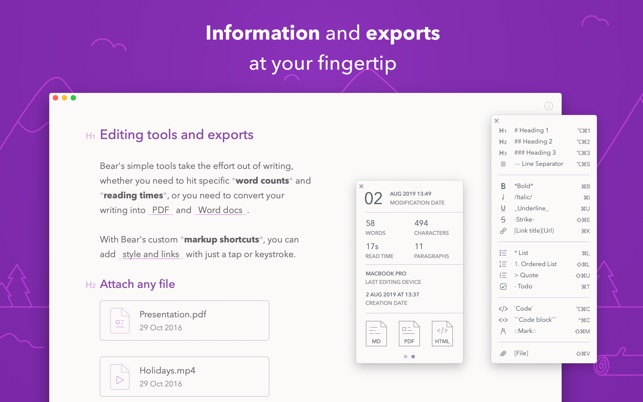 Information and exports
at your fingertip
H1 Editing tools and exports
Bear's simple tools take the effort out of writing,
whether you need to hit specific *word counts* and
*reading times*, or you need to convert your
writing into PDF and Word docs .
With Bear's custom *markup shortcuts*, you can
add style and links with just a tap or keystroke.
H2 Attach any file
Presentation.pdf
29 Oct 2016
Holidays.mp4
29 Oct 2016
02 AUG 2019 13:49
MODIFICATION DATE
58 494
WORDS CHARACTERS
17s 11
READ TIME PARAGRAPHS
MACBOOK PRO
LAST EDITING DEVICE
2 AUG 2019 AT 13:37
CREATION DATE
MD PDF HTML
H1 # Heading 1 ⌥⌘1
H2 ## Heading 2 ⌥⌘2
H3 ### Heading 3 ⌥⌘3
--- Line Separator ⌥⌘S
B *Bold* ⌘B
i /Italic/ ⌘I
U _Underline_ ⌘U
S -Strike- ⇧⌘E
[Link title](Url) ⌘K
* List ⌘L
1. Ordered List ⇧⌘L
> Quote ⇧⌘U
- Todo ⌘T
</> `Code` ⌥⌘C
```Code block``` ^⌘C
::Mark:: ⇧⌘M
[File] ⇧⌘V